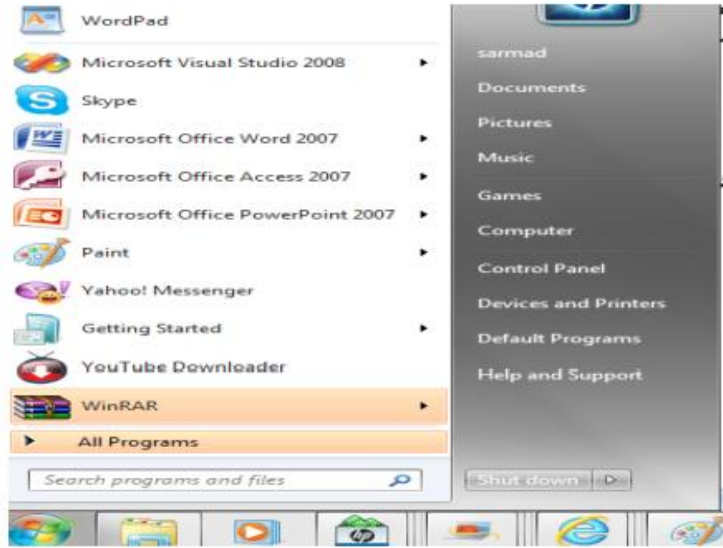 WordPad
Microsoft Visual Studio 2008
Skype
Microsoft Office Word 2007
Microsoft Office Access 2007
Microsoft Office PowerPoint 2007
Paint
Yahoo! Messenger
Getting Started
YouTube Downloader
WinRAR
All Programs
Search programs and files
sarmad
Documents
Pictures
Music
Games
Computer
Control Panel
Devices and Printers
Default Programs
Help and Support
Shut down